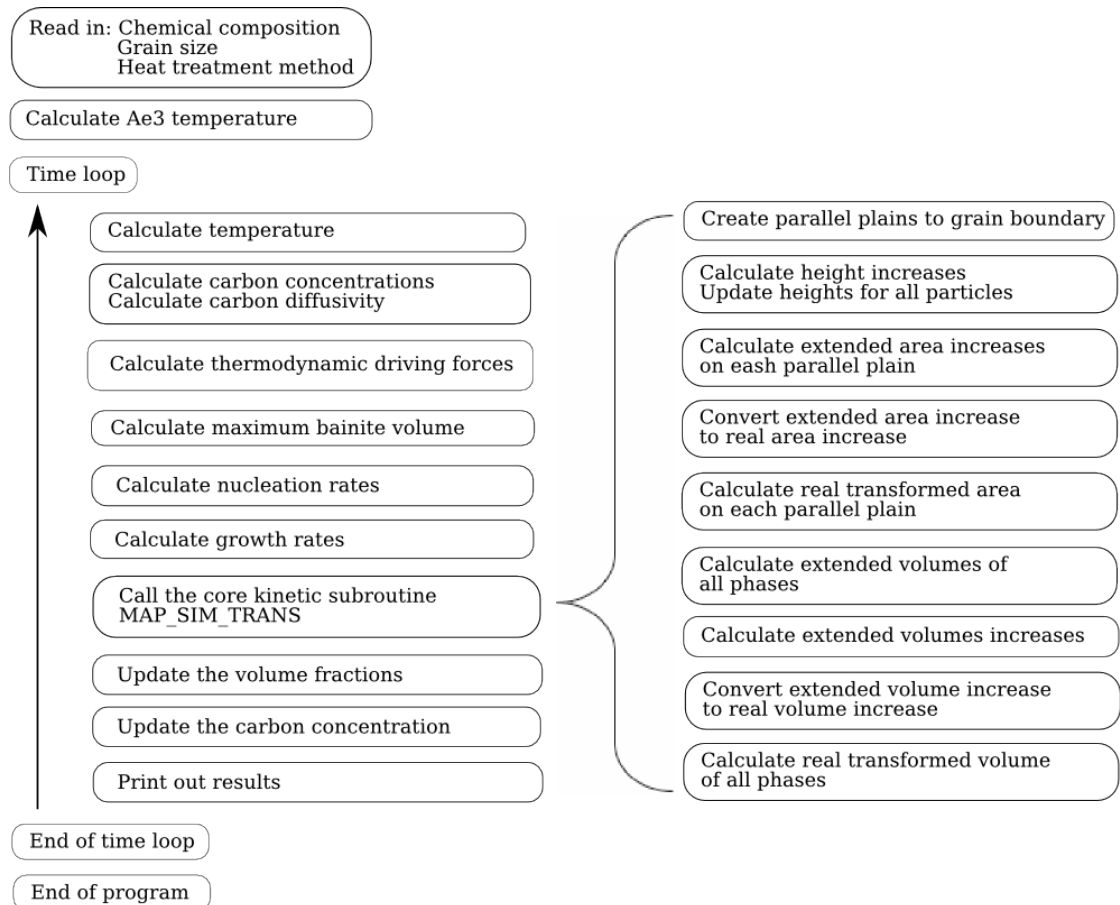 Read in: Chemical composition
Grain size
Heat treatment method
Calculate Ae3 temperature
Time loop
Calculate temperature
Calculate carbon concentrations
Calculate carbon diffusivity
Calculate thermodynamic driving forces
Calculate maximum bainite volume
Calculate nucleation rates
Calculate growth rates
Call the core kinetic subroutine
MAP_SIM_TRANS
Update the volume fractions
Update the carbon concentration
Print out results
Create parallel plains to grain boundary
Calculate height increases
Update heights for all particles
Calculate extended area increases
on eash parallel plain
Convert extended area increase
to real area increase
Calculate real transformed area
on each parallel plain
Calculate extended volumes of
all phases
Calculate extended volumes increases
Convert extended volume increase
to real volume increase
Calculate real transformed volume
of all phases
End of time loop
End of program